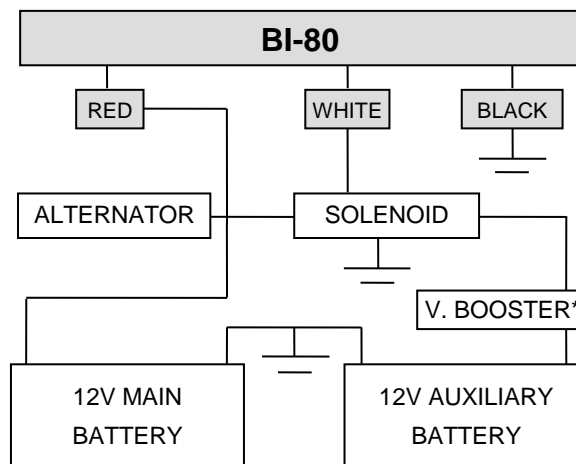 BI-80
RED WHITE BLACK
ALTERNATOR SOLENOID
V. BOOSTER*
12V MAIN
BATTERY
12V AUXILIARY
BATTERY